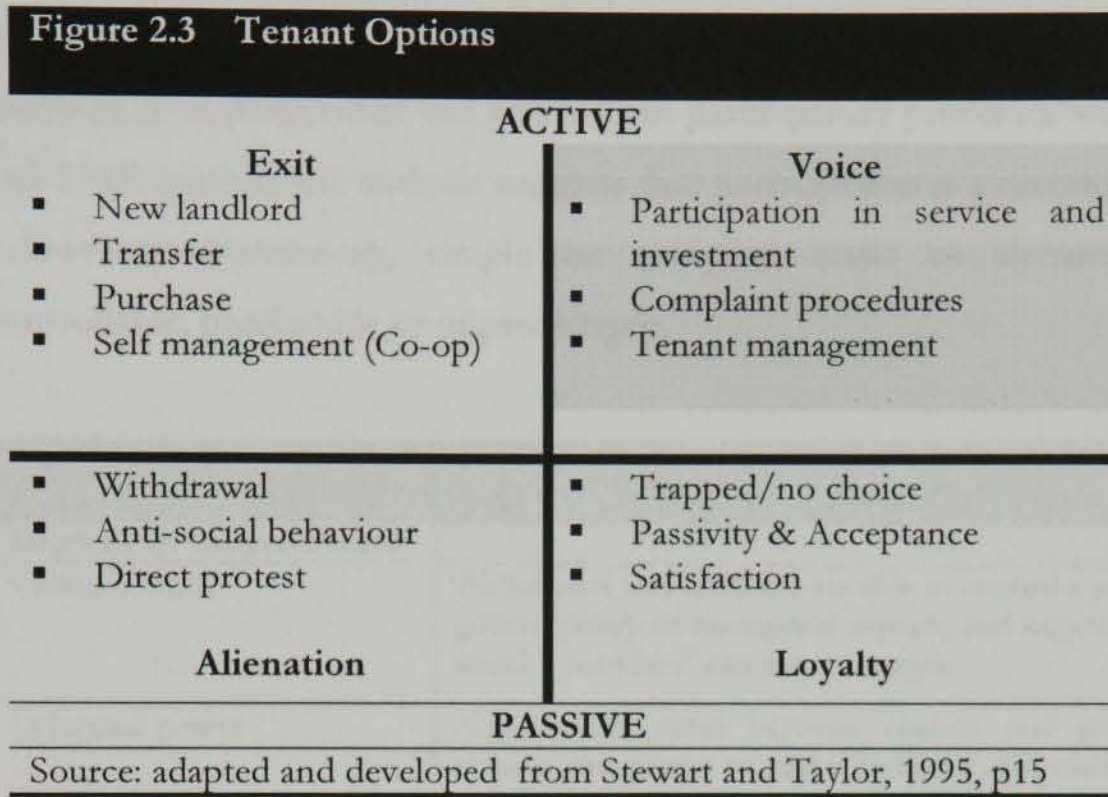 Figure 2.3 Tenant Options
ACTIVE
Exit
▪ New landlord
▪ Transfer
▪ Purchase
▪ Self management (Co-op)
Voice
▪ Participation in service and
investment
▪ Complaint procedures
▪ Tenant management
▪ Withdrawal
▪ Anti-social behaviour
▪ Direct protest
Alienation
▪ Trapped/no choice
▪ Passivity & Acceptance
▪ Satisfaction
Loyalty
PASSIVE
Source: adapted and developed from Stewart and Taylor, 1995, p15